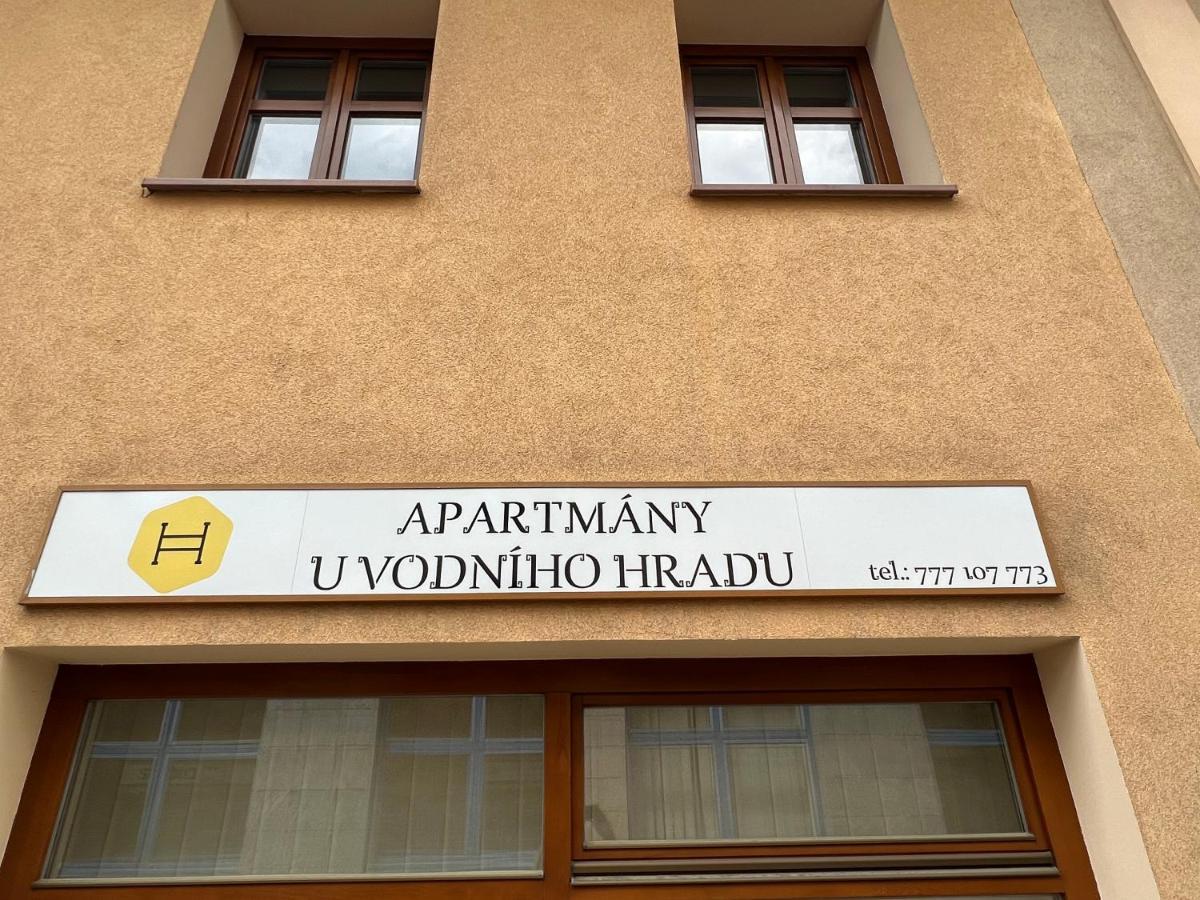 H
APARTMÁNY
U VODNÍHO HRADU
tel.: 777 107 773